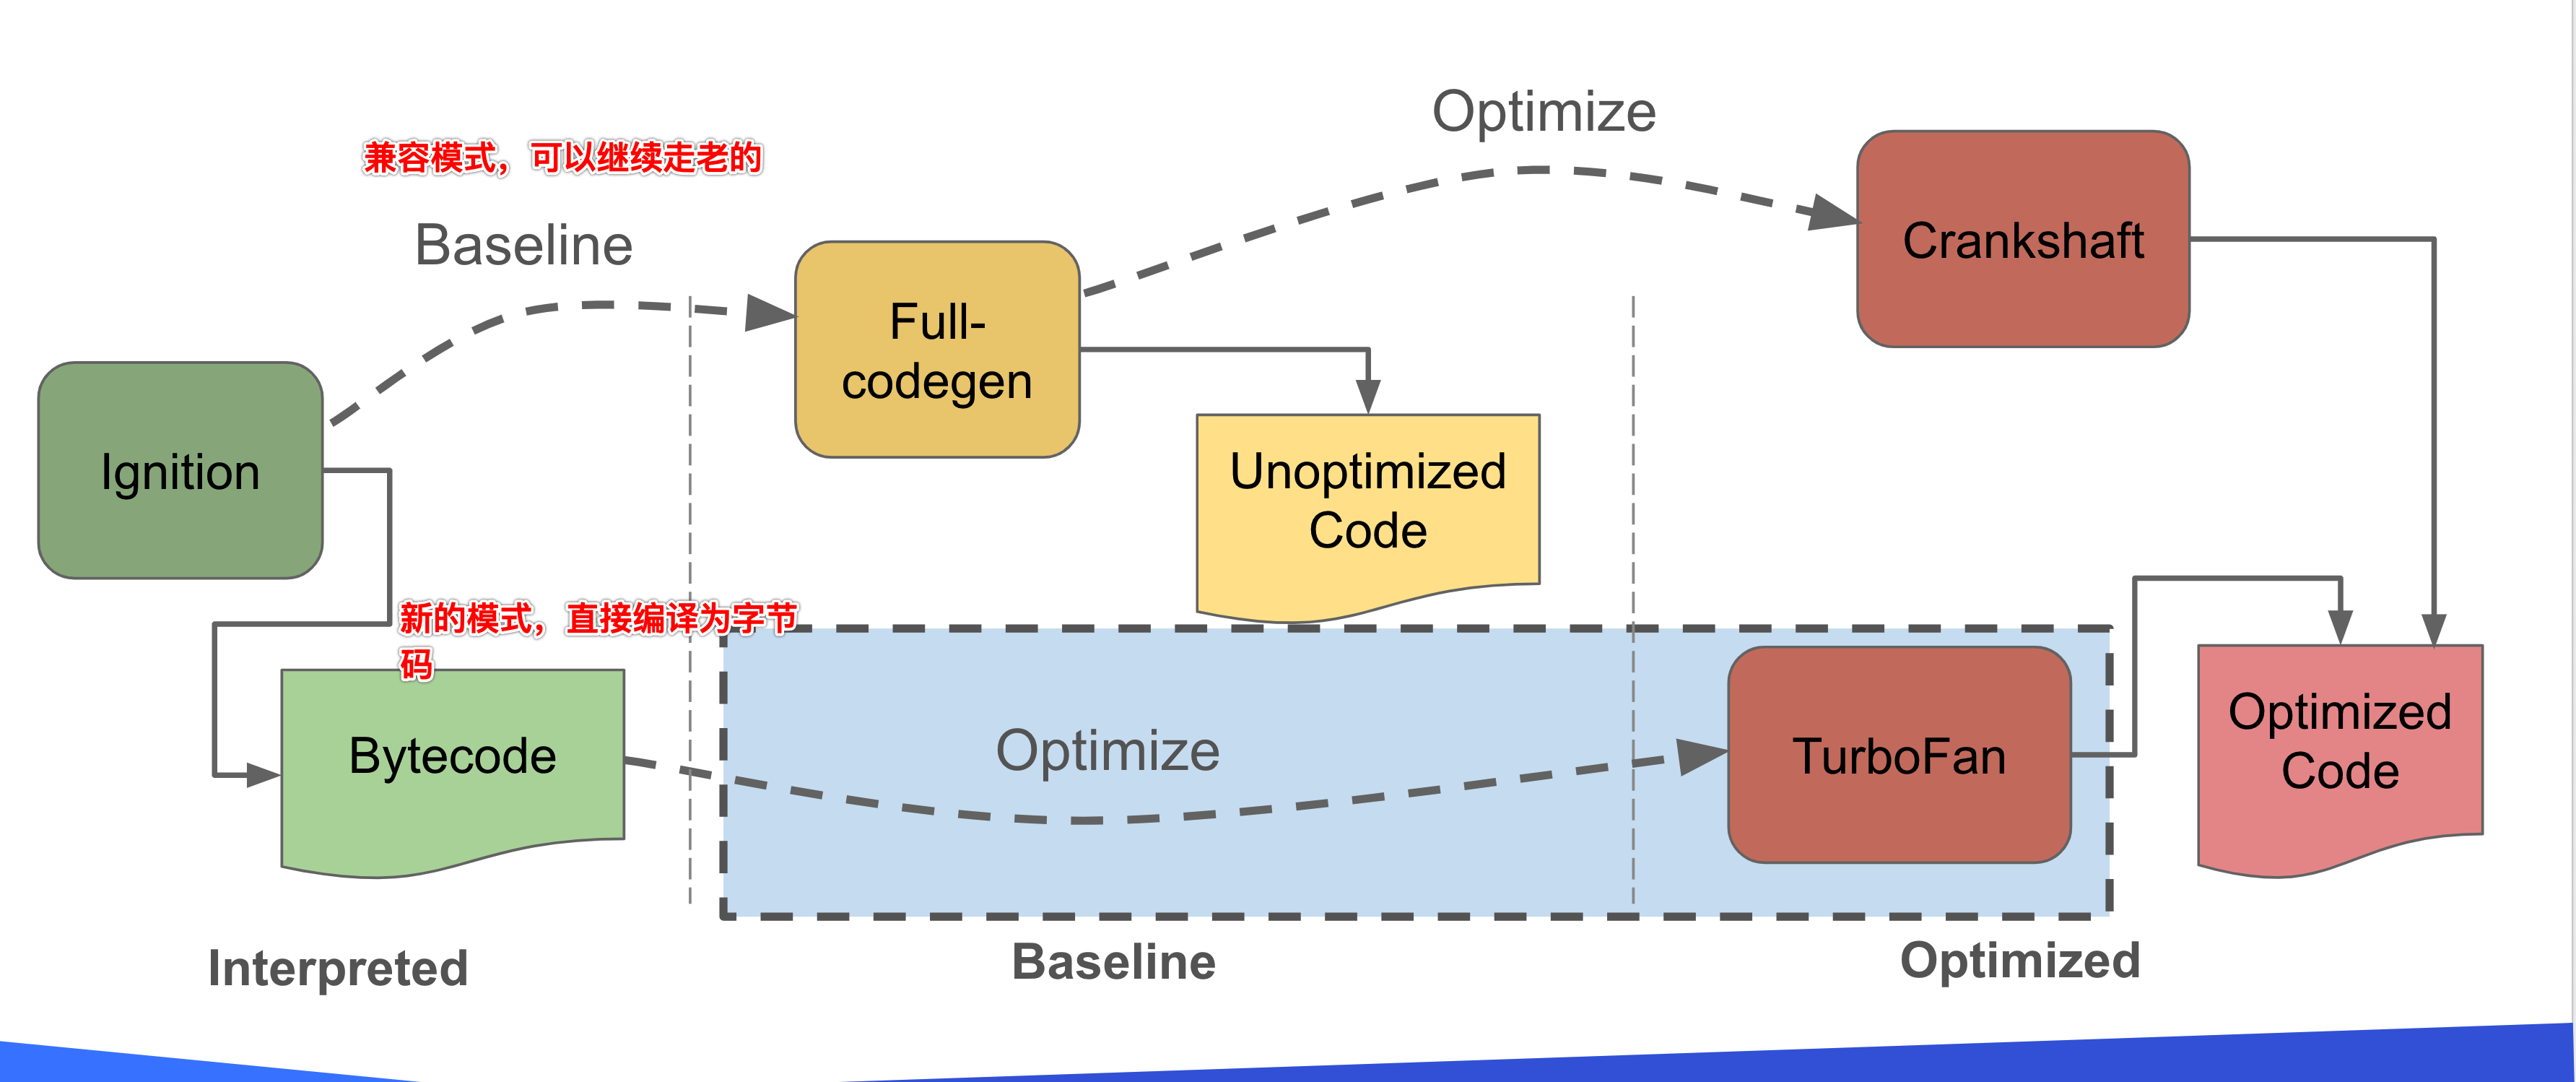 Optimize
兼容模式，可以继续走老的
Baseline
Crankshaft
Full-
codegen
Ignition
Unoptimized
Code
新的模式，直接编译为字节
码
Bytecode
Optimize
TurboFan
Optimized
Code
Interpreted
Baseline
Optimized